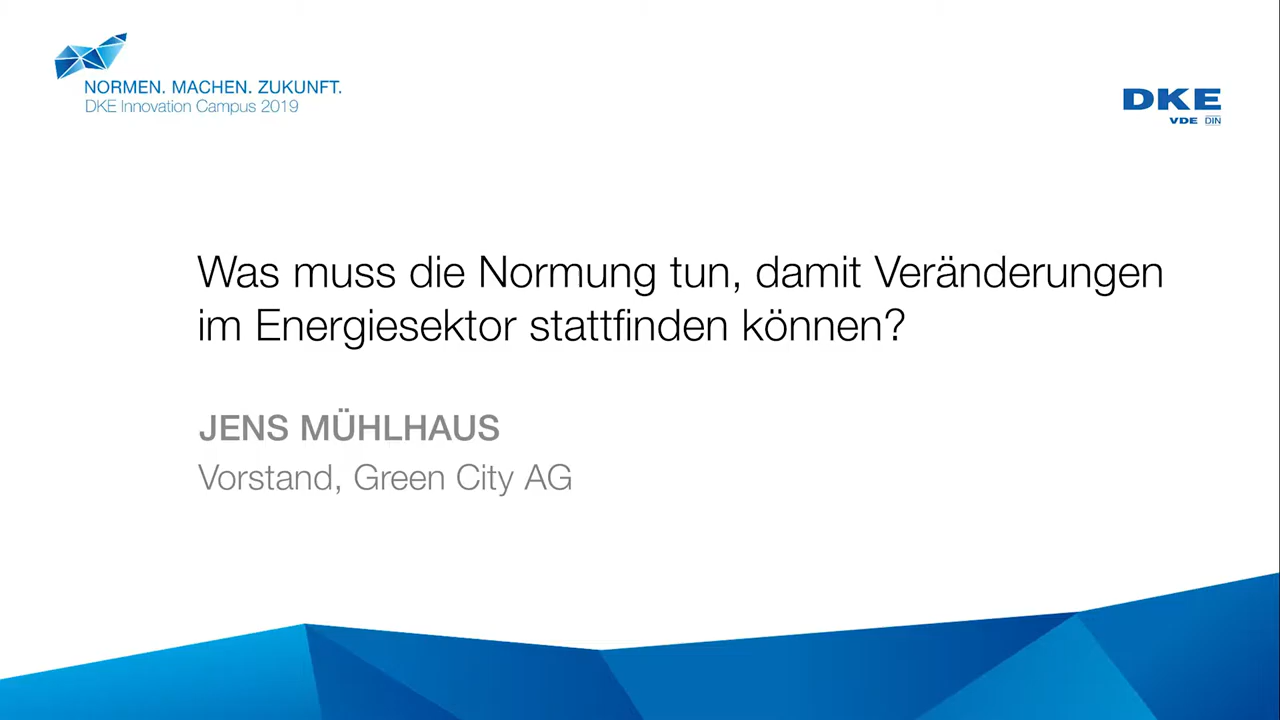 NORMEN. MACHEN. ZUKUNFT.
DKE Innovation Campus 2019
DKE
VDE DIN
Was muss die Normung tun, damit Veränderungen
im Energiesektor stattfinden können?
JENS MÜHLHAUS
Vorstand, Green City AG